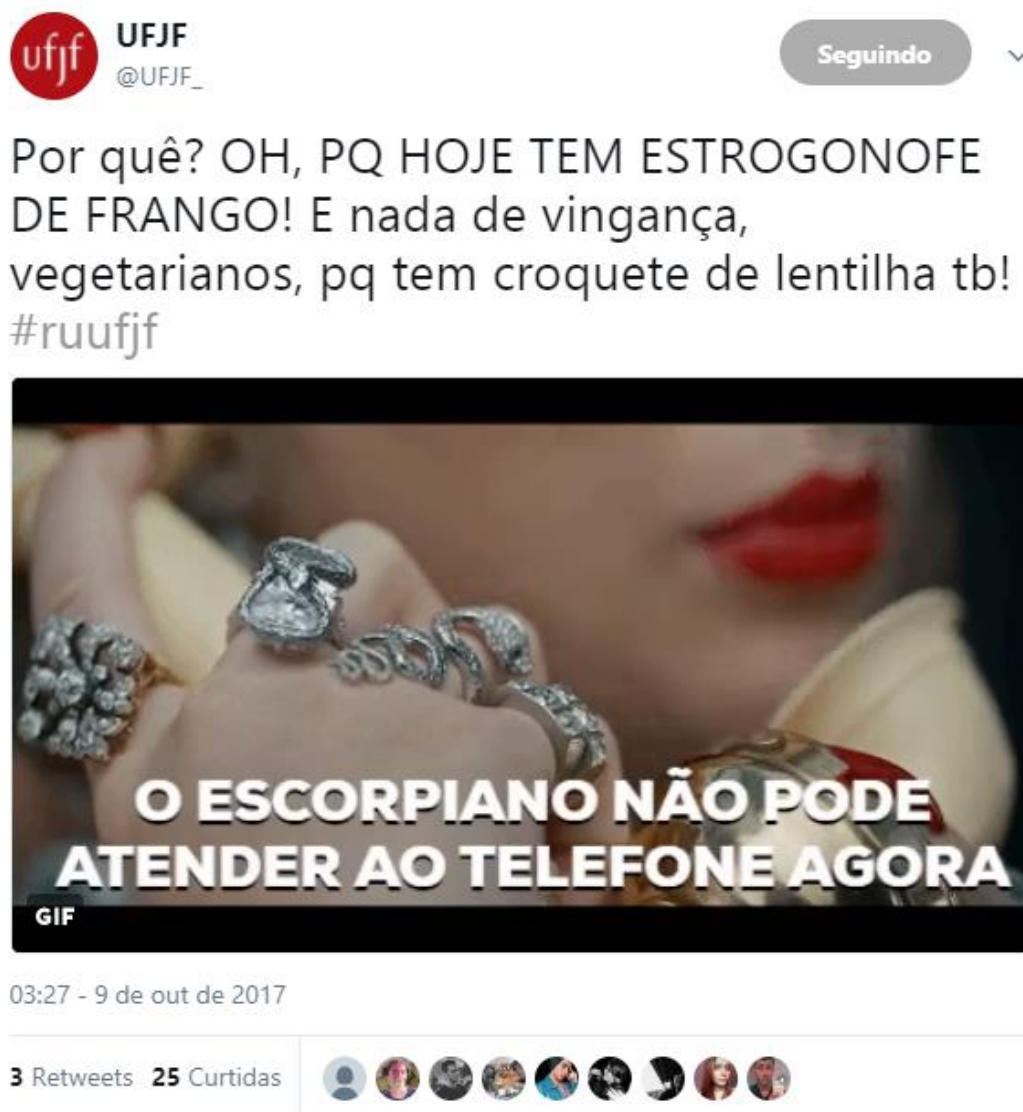 ufjf
UFJF
@UFJF_
Seguindo
Por quê? OH, PQ HOJE TEM ESTROGONOFE
DE FRANGO! E nada de vingança,
vegetarianos, pq tem croquete de lentilha tb!
#ruufjf
O ESCORPIANO NÃO PODE
ATENDER AO TELEFONE AGORA
GIF
03:27 - 9 de out de 2017
3 Retweets 25 Curtidas